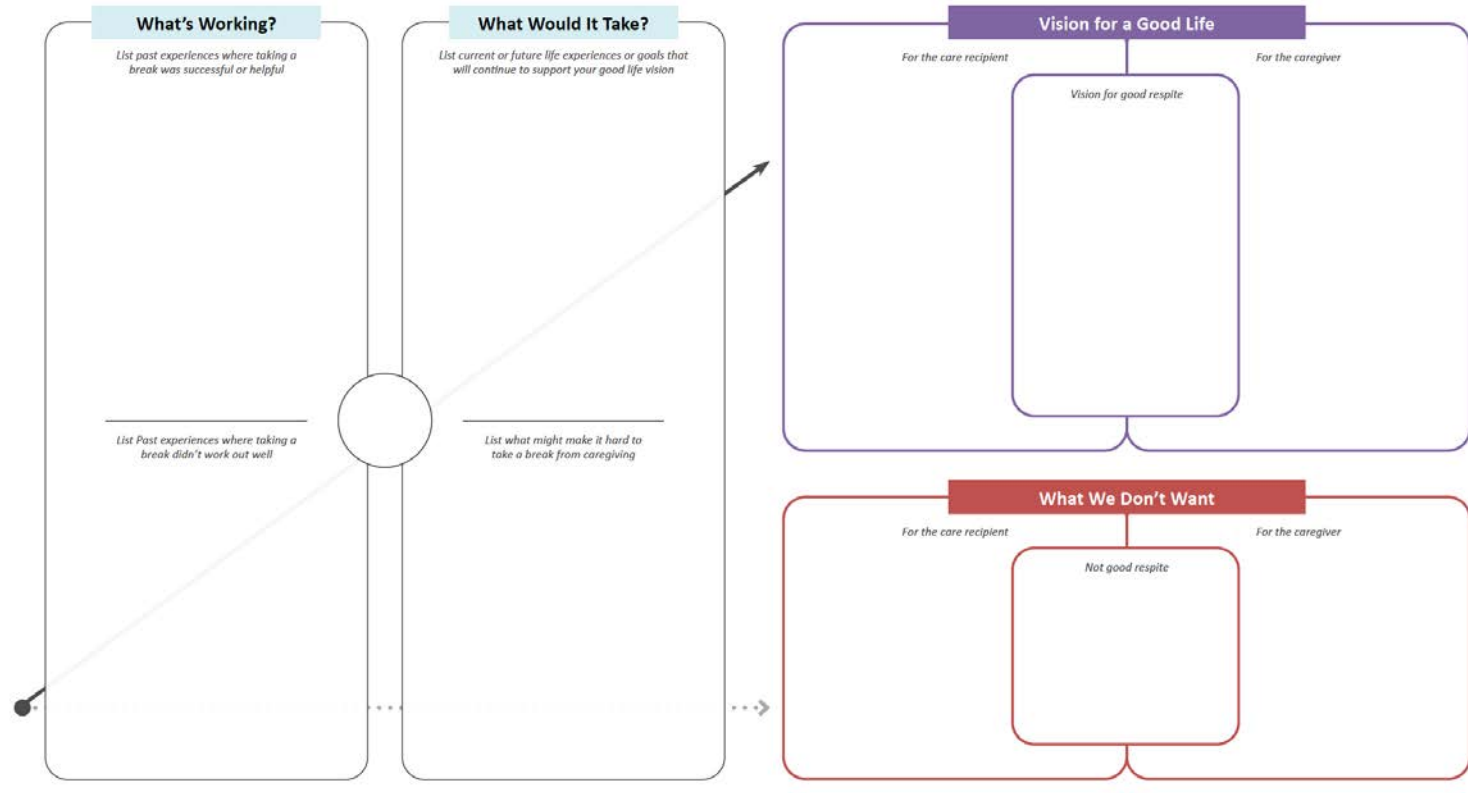 What's Working?
List past experiences where taking a
break was successful or helpful
List Past experiences where taking a
break didn't work out well
What Would It Take?
List current or future life experiences or goals that
will continue to support your good life vision
List what might make it hard to
take a break from caregiving
Vision for a Good Life
For the care recipient
Vision for good respite
For the caregiver
What We Don't Want
For the care recipient
Not good respite
For the caregiver